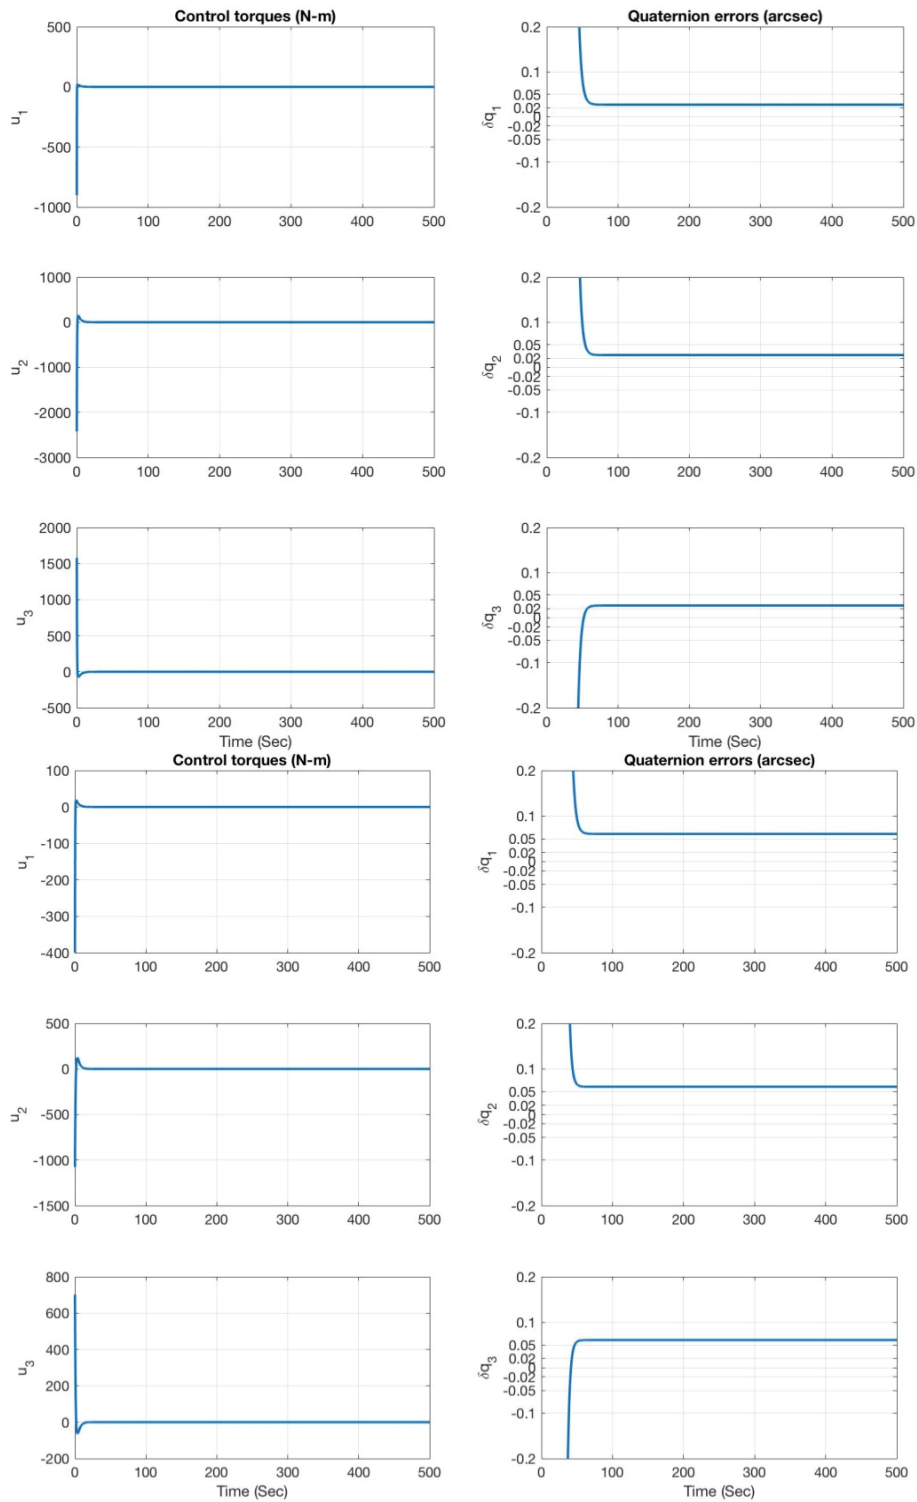 Control torques (N-m)
500
0
-500
-1000
u1
0 100 200 300 400 500
Quaternion errors (arcsec)
0.2
0.1
0.05
0.02
0
-0.02
-0.05
-0.1
-0.2
δq1
0 100 200 300 400 500
1000
0
-1000
-2000
-3000
u2
0 100 200 300 400 500
0.2
0.1
0.05
0.02
0
-0.02
-0.05
-0.1
-0.2
δq2
0 100 200 300 400 500
2000
1500
1000
500
0
-500
u3
0 100 200 300 400 500
Time (Sec)
0.2
0.1
0.05
0.02
0
-0.02
-0.05
-0.1
-0.2
δq3
0 100 200 300 400 500
Time (Sec)
Control torques (N-m)
100
0
-100
-200
-300
-400
u1
0 100 200 300 400 500
Quaternion errors (arcsec)
0.2
0.1
0.05
0.02
0
-0.02
-0.05
-0.1
-0.2
δq1
0 100 200 300 400 500
500
0
-500
-1000
-1500
u2
0 100 200 300 400 500
0.2
0.1
0.05
0.02
0
-0.02
-0.05
-0.1
-0.2
δq2
0 100 200 300 400 500
800
600
400
200
0
-200
u3
0 100 200 300 400 500
Time (Sec)
0.2
0.1
0.05
0.02
0
-0.02
-0.05
-0.1
-0.2
δq3
0 100 200 300 400 500
Time (Sec)